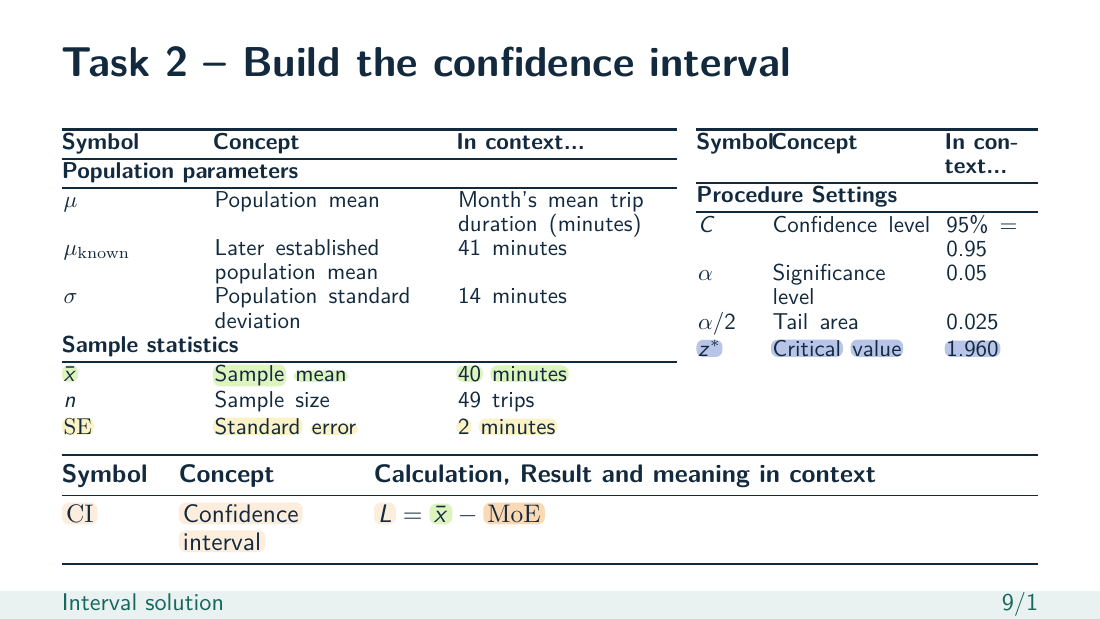 Task 2 – Build the confidence interval
Symbol Concept In context...
Population parameters
μ Population mean Month's mean trip
duration (minutes)
μknown Later established 41 minutes
population mean
σ Population standard 14 minutes
deviation
Sample statistics
x̄ Sample mean 40 minutes
n Sample size 49 trips
SE Standard error 2 minutes
Symbol Concept In con-
text...
Procedure Settings
C Confidence level 95% =
0.95
α Significance 0.05
level
α/2 Tail area 0.025
z* Critical value 1.960
Symbol Concept Calculation, Result and meaning in context
CI Confidence L = x̄ − MoE
interval
Interval solution 9/1